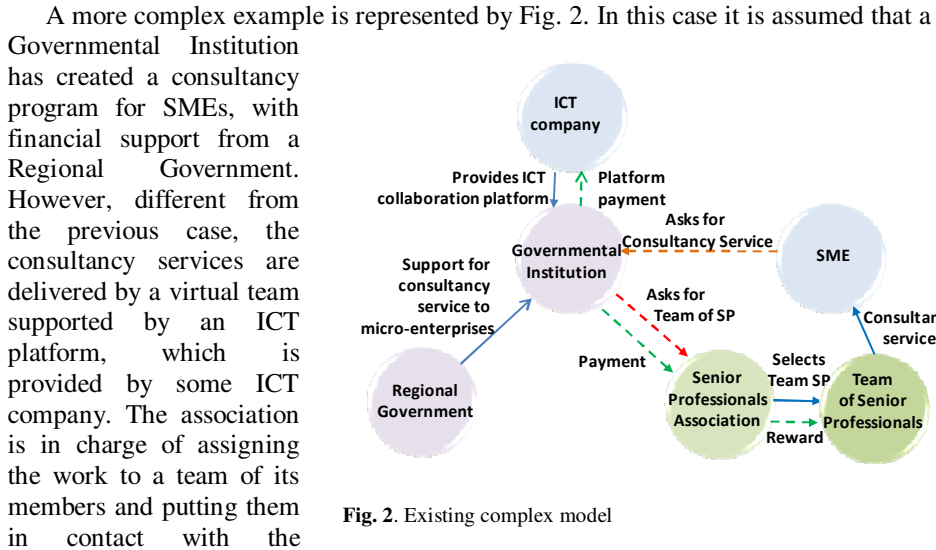 A more complex example is represented by Fig. 2. In this case it is assumed that a
Governmental Institution
has created a consultancy
program for SMEs, with
financial support from a
Regional Government.
However, different from
the previous case, the
consultancy services are
delivered by a virtual team
supported by an ICT
platform, which is
provided by some ICT
company. The association
is in charge of assigning
the work to a team of its
members and putting them
in contact with the
ICT
company
Provides ICT
collaboration platform
Platform
payment
Governmental
Institution
Asks for
Consultancy Service
SME
Support for
consultancy
service to
micro-enterprises
Asks for
Team of SP
Payment
Consultan
service
Regional
Government
Senior
Professionals
Association
Selects
Team SP
Reward
Team
of Senior
Professionals
Fig. 2. Existing complex model